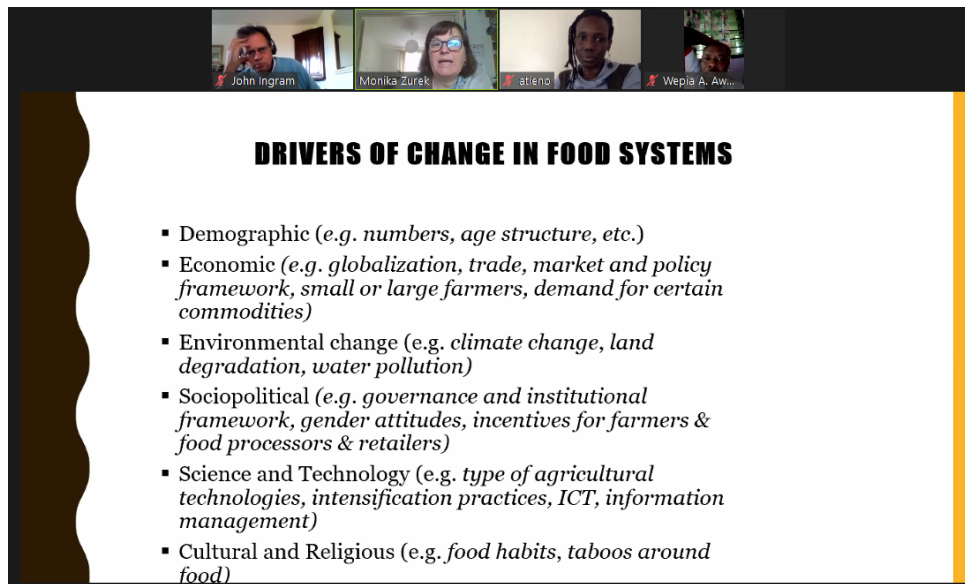 John Ingram
Monika Zurek
atieno
Wepia A. Aw...
DRIVERS OF CHANGE IN FOOD SYSTEMS
▪ Demographic (e.g. numbers, age structure, etc.)
▪ Economic (e.g. globalization, trade, market and policy
framework, small or large farmers, demand for certain
commodities)
▪ Environmental change (e.g. climate change, land
degradation, water pollution)
▪ Sociopolitical (e.g. governance and institutional
framework, gender attitudes, incentives for farmers &
food processors & retailers)
▪ Science and Technology (e.g. type of agricultural
technologies, intensification practices, ICT, information
management)
▪ Cultural and Religious (e.g. food habits, taboos around
food)